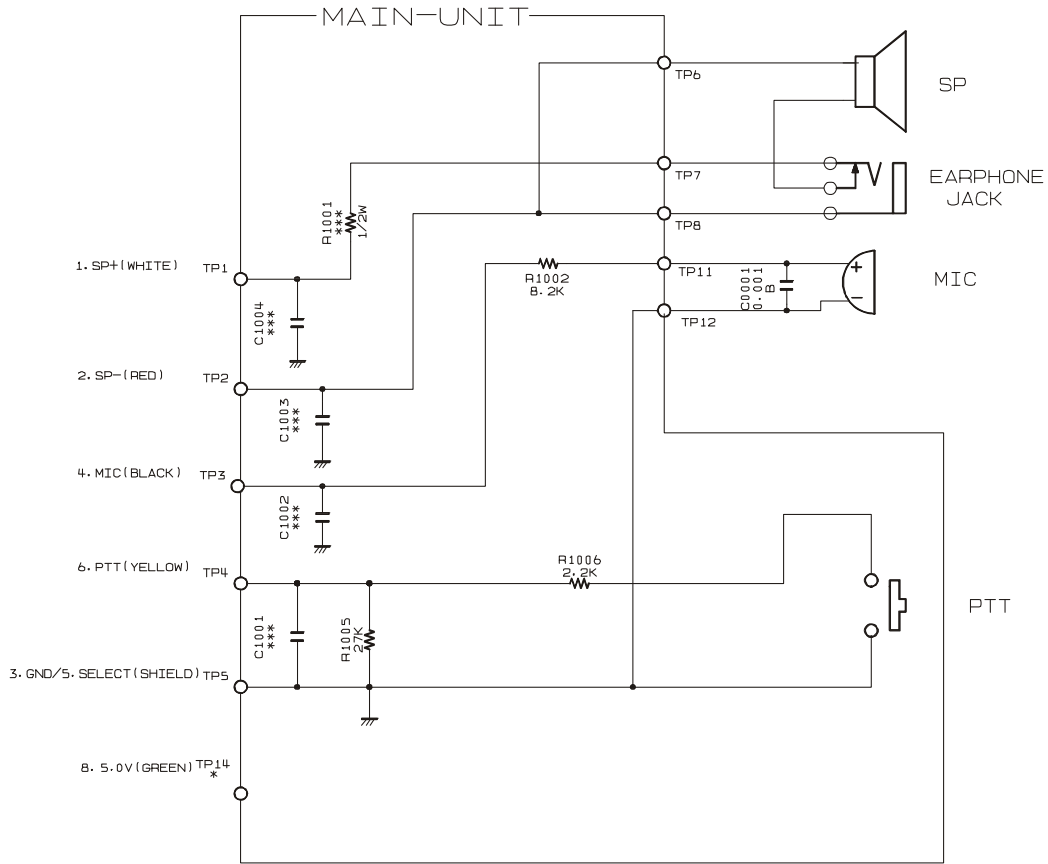 MAIN-UNIT
TP6
SP
TP7
EARPHONE
JACK
R1001
***
1/2W
TP8
1.SP+(WHITE) TP1
TP11
R1002
8.2K
C0001
0.001
B
+
-
MIC
C1004
***
TP12
2.SP-(RED) TP2
C1003
***
4.MIC(BLACK) TP3
C1002
***
6.PTT(YELLOW) TP4
R1006
2.2K
C1001
***
R1005
27K
PTT
3.GND/5.SELECT(SHIELD) TP5
8.5.0V(GREEN) TP14
*